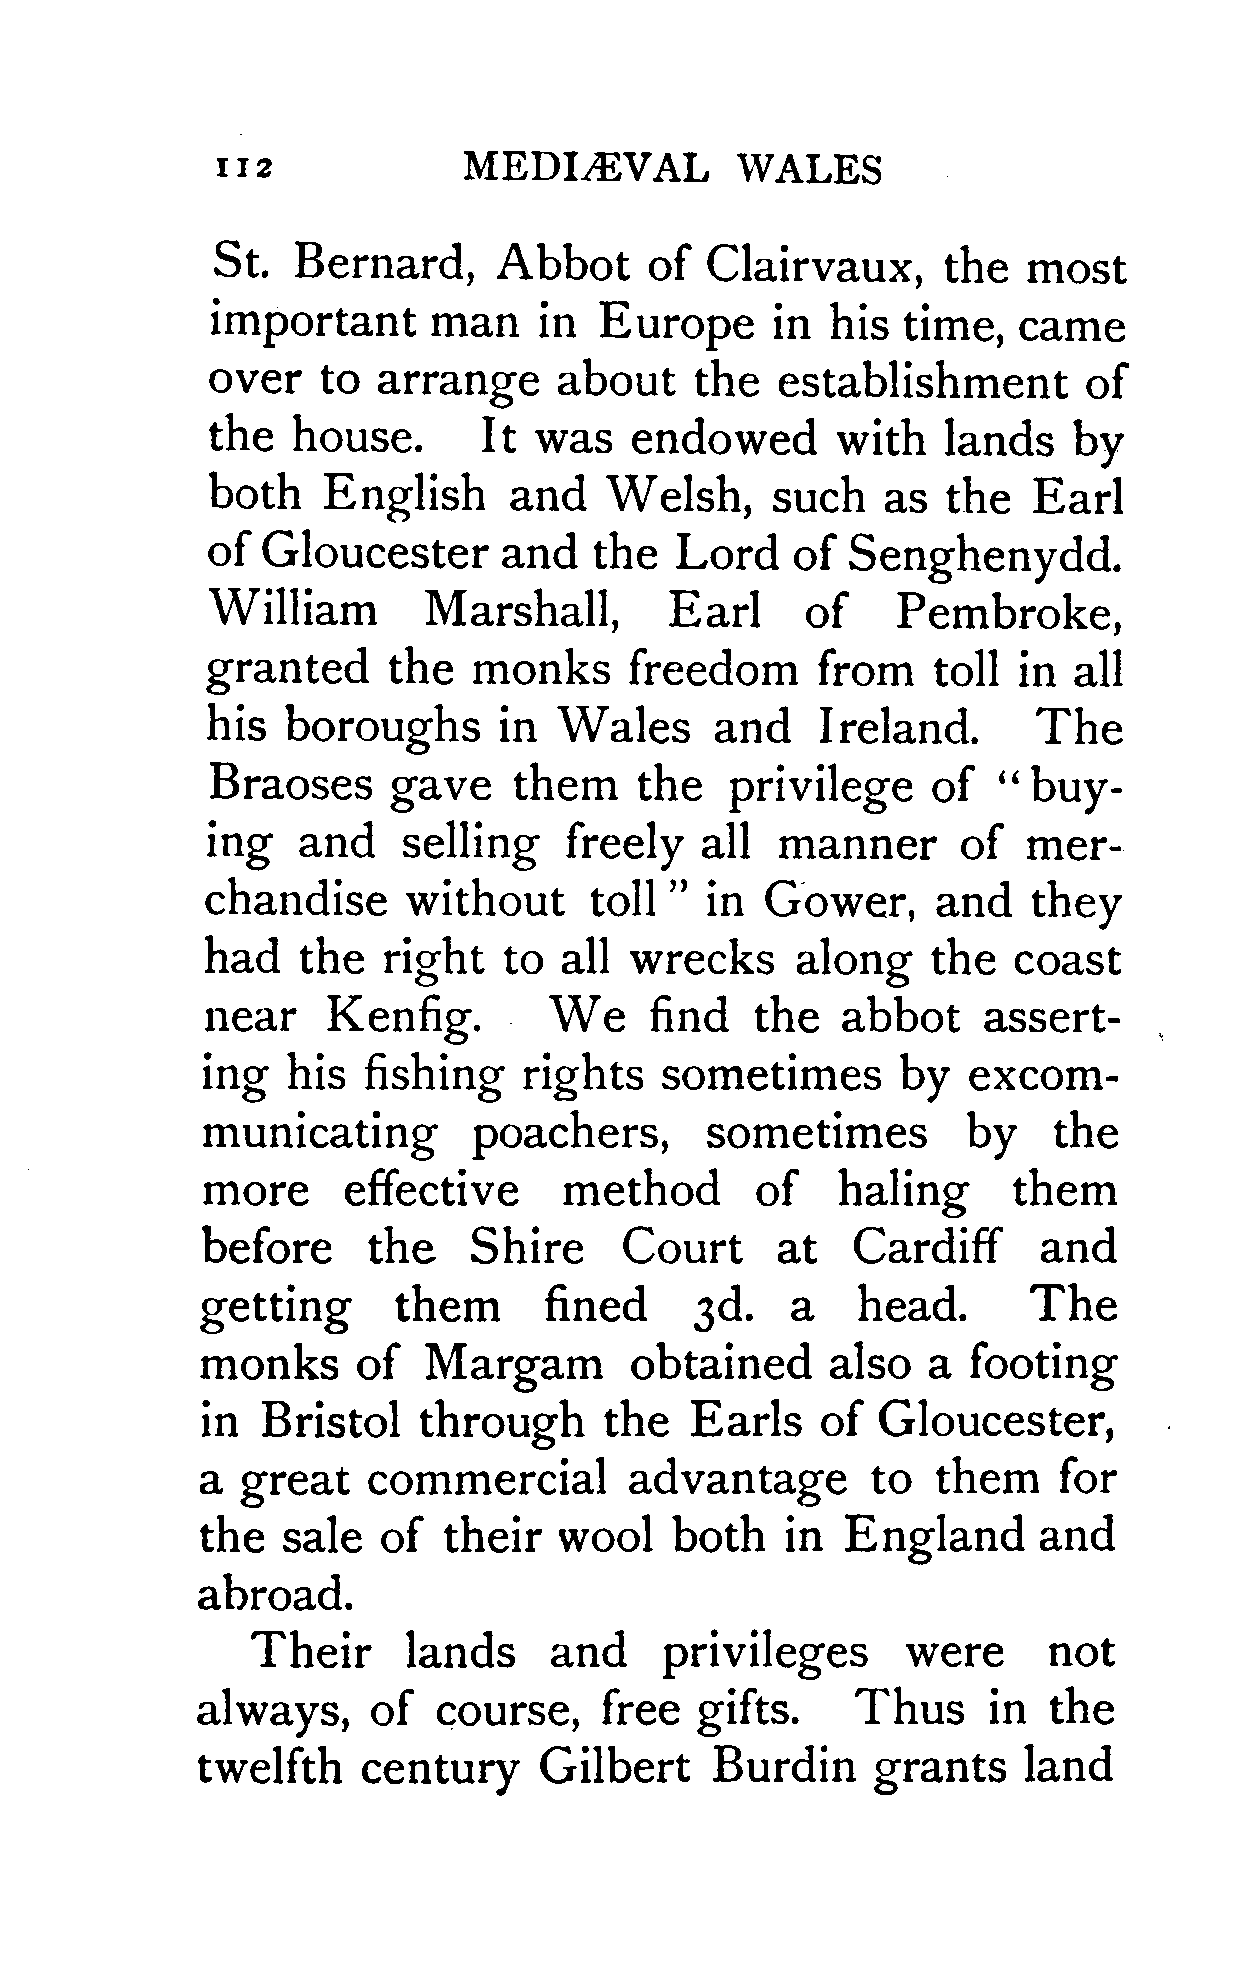 112 MEDIÆVAL WALES
St. Bernard, Abbot of Clairvaux, the most
important man in Europe in his time, came
over to arrange about the establishment of
the house. It was endowed with lands by
both English and Welsh, such as the Earl
of Gloucester and the Lord of Senghenydd.
William Marshall, Earl of Pembroke,
granted the monks freedom from toll in all
his boroughs in Wales and Ireland. The
Braoses gave them the privilege of “buy-
ing and selling freely all manner of mer-
chandise without toll” in Gower, and they
had the right to all wrecks along the coast
near Kenfig. We find the abbot assert-
ing his fishing rights sometimes by excom-
municating poachers, sometimes by the
more effective method of haling them
before the Shire Court at Cardiff and
getting them fined 3d. a head. The
monks of Margam obtained also a footing
in Bristol through the Earls of Gloucester,
a great commercial advantage to them for
the sale of their wool both in England and
abroad.
Their lands and privileges were not
always, of course, free gifts. Thus in the
twelfth century Gilbert Burdin grants land